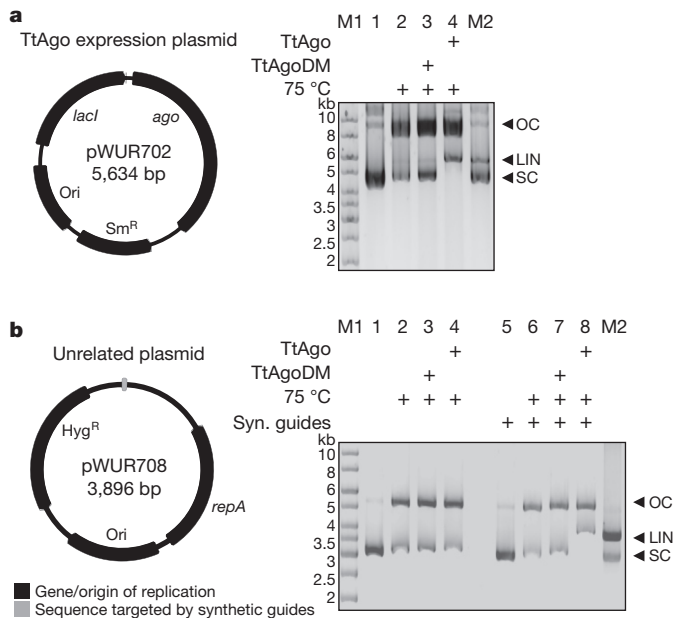 a
TtAgo expression plasmid
lacI
ago
pWUR702
5,634 bp
Ori
SmR
M1 1 2 3 4 M2
TtAgo +
TtAgoDM +
75 °C + + +
kb
10
8
6
5
4
3.5
3
2.5
2
OC
LIN
SC
b
Unrelated plasmid
HygR
pWUR708
3,896 bp
repA
Ori
Gene/origin of replication
Sequence targeted by synthetic guides
M1 1 2 3 4 5 6 7 8 M2
TtAgo + +
TtAgoDM + +
75 °C + + + + + +
Syn. guides + + + +
kb
10
8
6
5
4
3.5
3
2.5
2
OC
LIN
SC